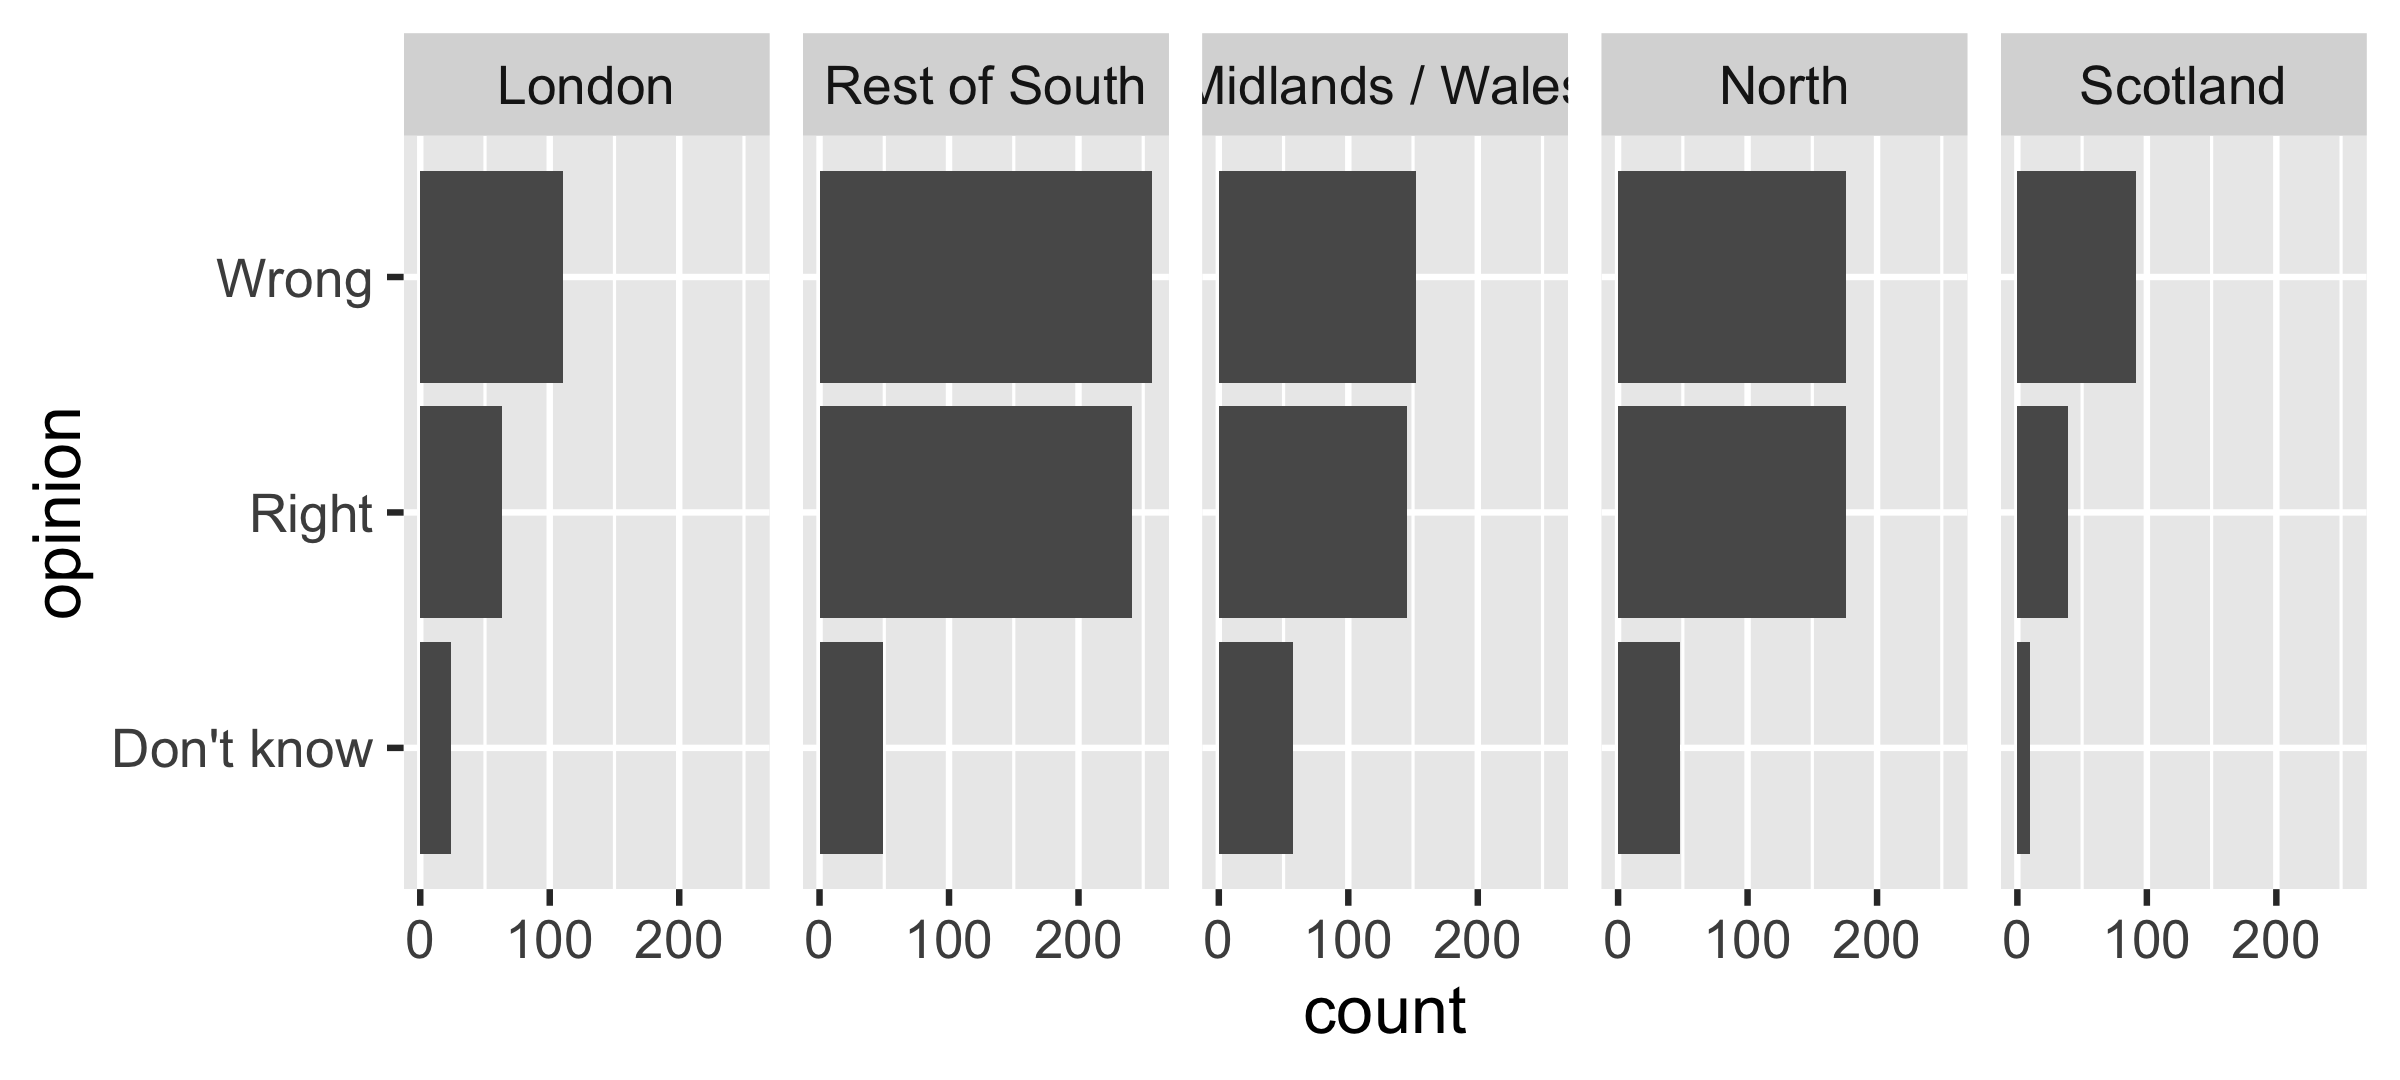 London
Rest of South
Midlands / Wales
North
Scotland
Wrong
Right
Don't know
opinion
0 100 200
0 100 200
0 100 200
0 100 200
0 100 200
count